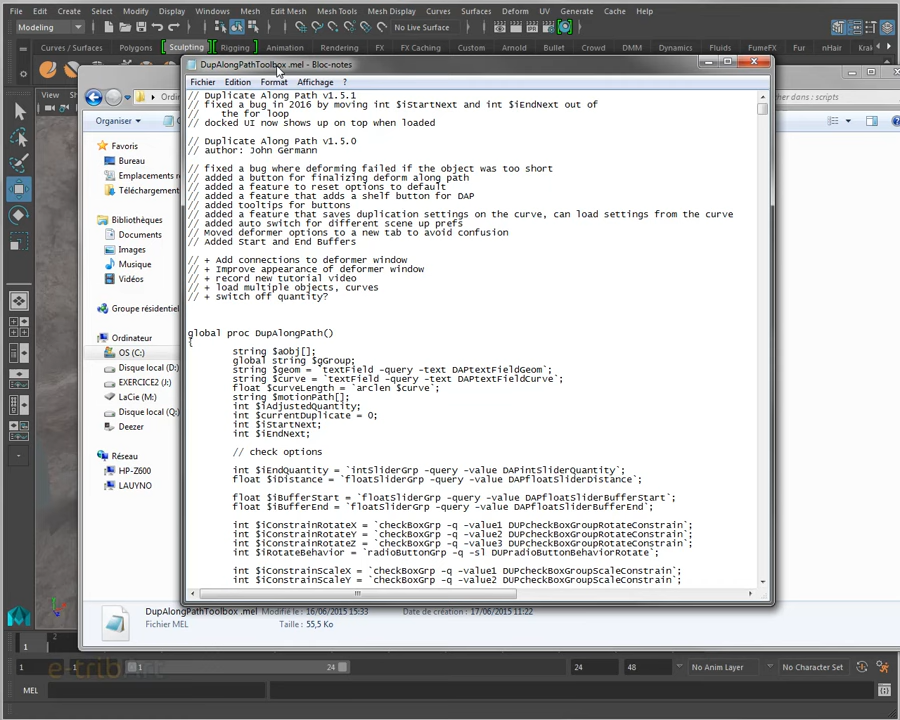 File Edit Create Select Modify Display Windows Mesh Edit Mesh Mesh Tools Mesh Display Curves Surfaces Deform UV Generate Cache Help
Modeling
No Live Surface
Curves / Surfaces Polygons Sculpting Rigging Animation Rendering FX FX Caching Custom Arnold Bullet Crowd DMM Fluids Fur nHair
DupAlongPathToolbox .mel - Bloc-notes
Fichier Edition Format Affichage ?
View
Organiser
Favoris
Bureau
Emplacements r
Téléchargement
Bibliothèques
Documents
Images
Musique
Vidéos
Groupe résidentiel
Ordinateur
OS (C:)
Disque local (D:)
EXERCICE2 (J:)
LaCie (M:)
Disque local (Q:)
Deezer
Réseau
HP-Z600
LAUYNO
her dans : scripts
// Duplicate Along Path v1.5.1
// fixed a bug in 2016 by moving int $iStartNext and int $iEndNext out of
// the for loop
// docked UI now shows up on top when loaded
// Duplicate Along Path v1.5.0
// author: John Germann
// fixed a bug where deforming failed if the object was too short
// added a button for finalizing deform along path
// added a feature to reset options to default
// added a feature that adds a shelf button for DAP
// added tooltips for buttons
// added a feature that saves duplication settings on the curve, can load settings from the curve
// added auto switch for different scene up prefs
// Moved deformer options to a new tab to avoid confusion
// Added Start and End Buffers
// + Add connections to deformer window
// + Improve appearance of deformer window
// + record new tutorial video
// + load multiple objects, curves
// + switch off quantity?
global proc DupAlongPath()
{
string $aObj[];
global string $gGroup;
string $geom = `textField -query -text DAPtextFieldGeom`;
string $curve = `textField -query -text DAPtextFieldCurve`;
float $curveLength = `arclen $curve`;
string $motionPath[];
int $iAdjustedQuantity;
int $currentDuplicate = 0;
int $iStartNext;
int $iEndNext;
// check options
int $iEndQuantity = `intSliderGrp -query -value DAPintSliderQuantity`;
float $iDistance = `floatSliderGrp -query -value DAPfloatSliderDistance`;
float $iBufferStart = `floatSliderGrp -query -value DAPfloatSliderBufferStart`;
float $iBufferEnd = `floatSliderGrp -query -value DAPfloatSliderBufferEnd`;
int $iConstrainRotateX = `checkBoxGrp -q -value1 DUPcheckBoxGroupRotateConstrain`;
int $iConstrainRotateY = `checkBoxGrp -q -value2 DUPcheckBoxGroupRotateConstrain`;
int $iConstrainRotateZ = `checkBoxGrp -q -value3 DUPcheckBoxGroupRotateConstrain`;
int $iRotateBehavior = `radioButtonGrp -q -sl DUPradioButtonBehaviorRotate`;
int $iConstrainScaleX = `checkBoxGrp -q -value1 DUPcheckBoxGroupScaleConstrain`;
int $iConstrainScaleY = `checkBoxGrp -q -value2 DUPcheckBoxGroupScaleConstrain`;
DupAlongPathToolbox .mel Modifié le : 16/06/2015 15:33 Date de création : 17/06/2015 11:22
Fichier MEL Taille : 55,5 Ko
1
24
1 1 24 24 48 No Anim Layer No Character Set
MEL